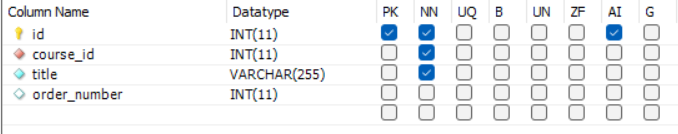 Column Name Datatype PK NN UQ B UN ZF AI G
id INT(11)
course_id INT(11)
title VARCHAR(255)
order_number INT(11)